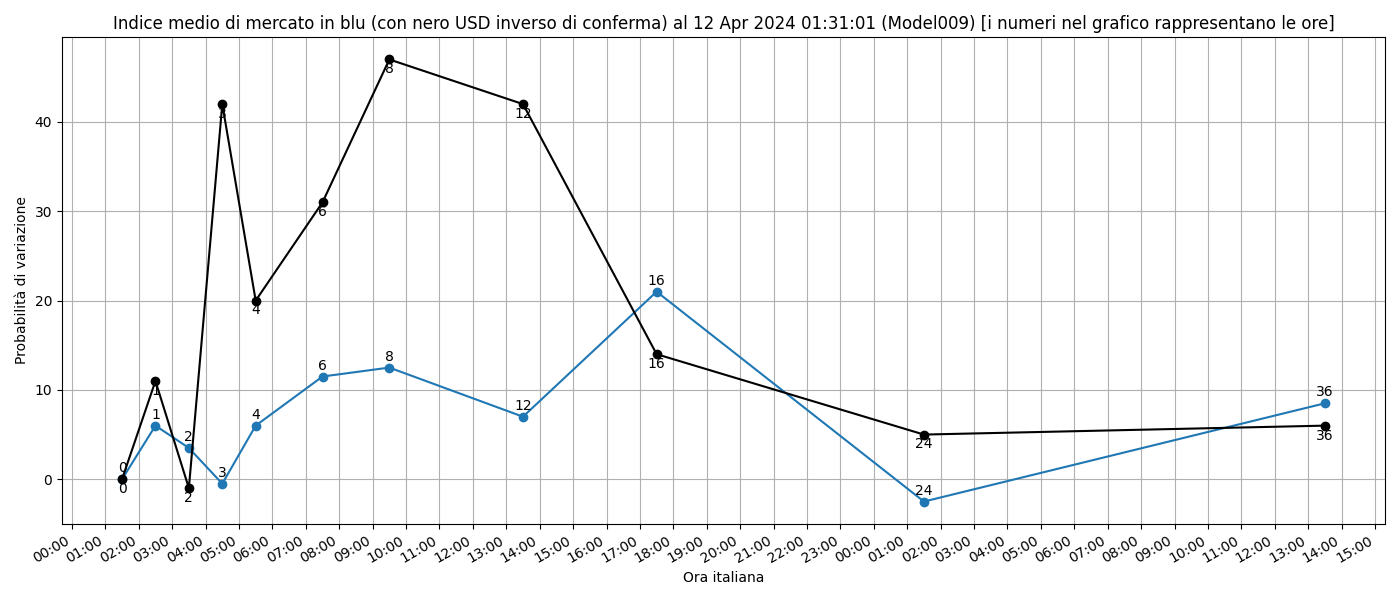 Indice medio di mercato in blu (con nero USD inverso di conferma) al 12 Apr 2024 01:31:01 (Model009) [i numeri nel grafico rappresentano le ore]
Probabilità di variazione
40
30
20
10
0
0 1 2 3 4 6 8 12 16 24 36
0 1 2 3 4 6 8 12 16 24 36
00:00 01:00 02:00 03:00 04:00 05:00 06:00 07:00 08:00 09:00 10:00 11:00 12:00 13:00 14:00 15:00 16:00 17:00 18:00 19:00 20:00 21:00 22:00 23:00 00:00 01:00 02:00 03:00 04:00 05:00 06:00 07:00 08:00 09:00 10:00 11:00 12:00 13:00 14:00 15:00
Ora italiana